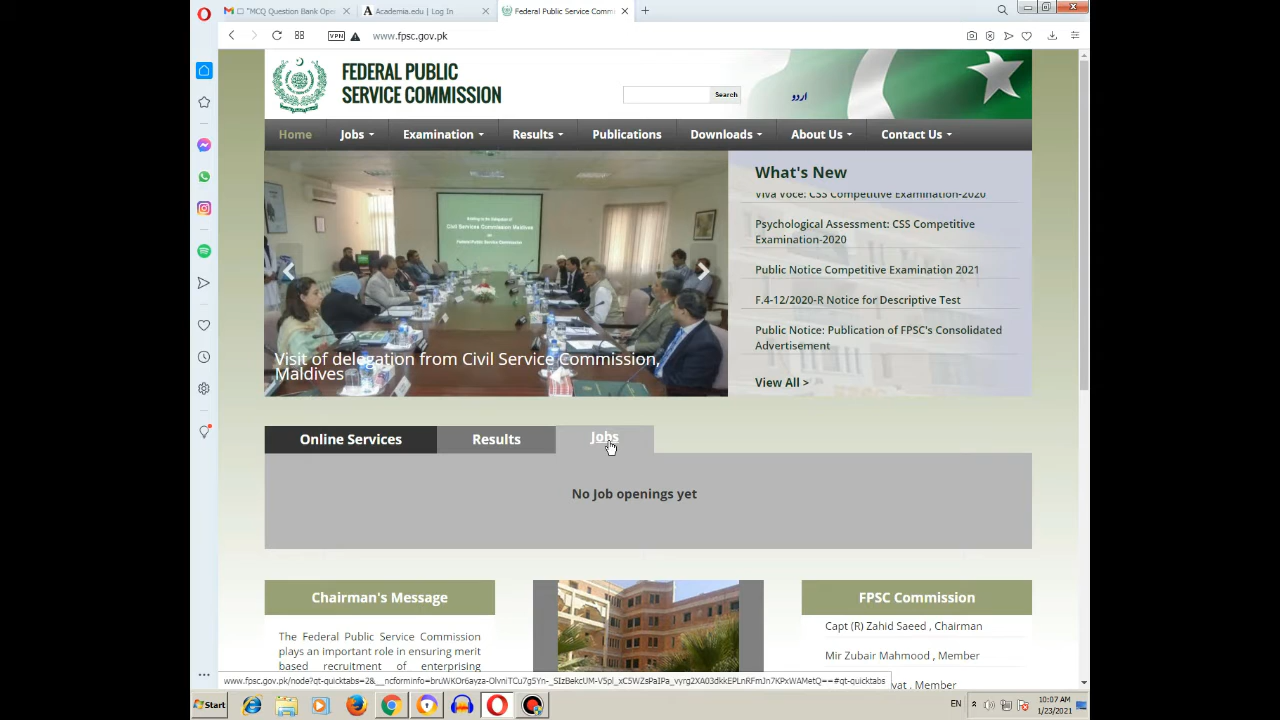 "MCQ Question Bank Ope
Academia.edu | Log In
Federal Public Service Comm
VPN
www.fpsc.gov.pk
FEDERAL PUBLIC
SERVICE COMMISSION
Search
اردو
Home
Jobs
Examination
Results
Publications
Downloads
About Us
Contact Us
Civil Services Commission Maldives
Visit of delegation from Civil Service Commission,
Maldives
What's New
Viva Voce: CSS Competitive Examination-2020
Psychological Assessment: CSS Competitive
Examination-2020
Public Notice Competitive Examination 2021
F.4-12/2020-R Notice for Descriptive Test
Public Notice: Publication of FPSC's Consolidated
Advertisement
View All >
Online Services
Results
Jobs
No Job openings yet
Chairman's Message
The Federal Public Service Commission
plays an important role in ensuring merit
based recruitment of enterprising
FPSC Commission
Capt (R) Zahid Saeed , Chairman
Mir Zubair Mahmood , Member
vat , Member
Start
EN
10:07 AM
1/23/2021